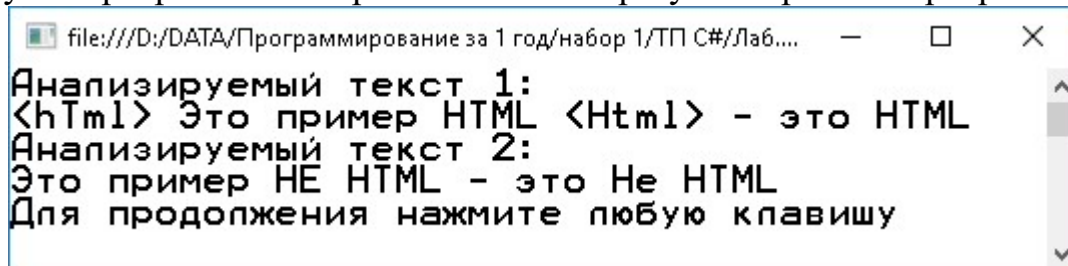 file:///D:/DATA/Программирование за 1 год/набор 1/ТП C#/Лаб....
Анализируемый текст 1:
<hTml> Это пример HTML <Html> - это HTML
Анализируемый текст 2:
Это пример НЕ HTML - это Не HTML
Для продолжения нажмите любую клавишу